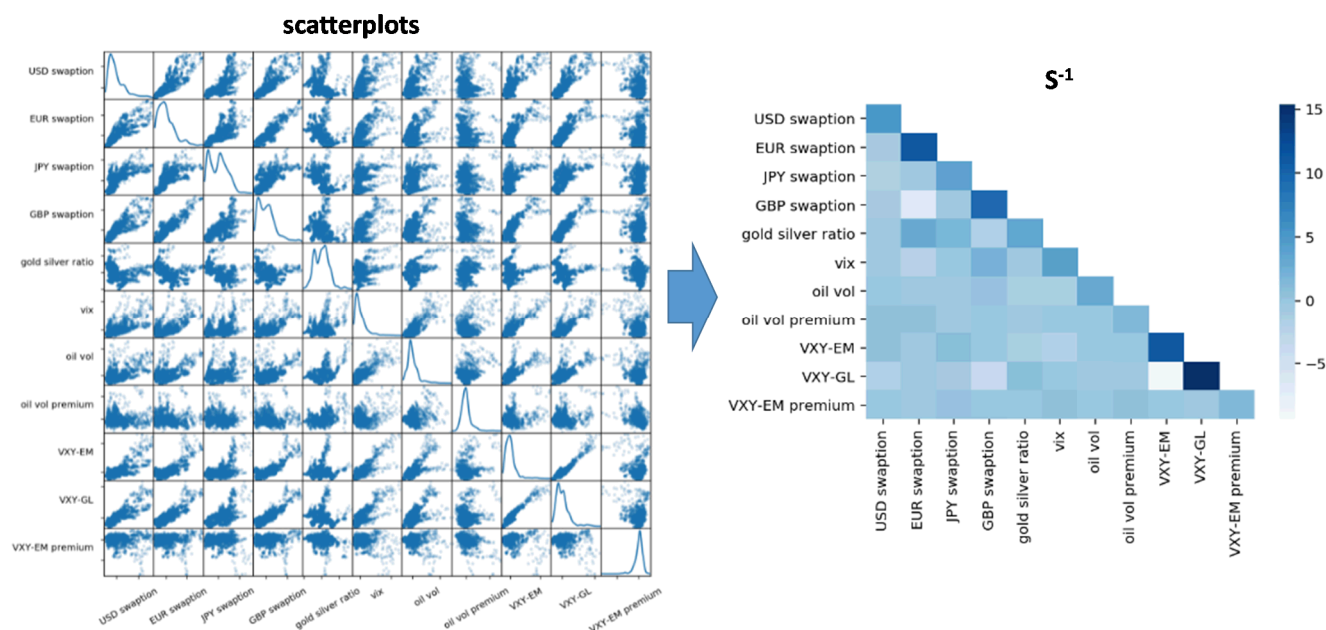 scatterplots
USD swaption
EUR swaption
JPY swaption
GBP swaption
gold silver ratio
vix
oil vol
oil vol premium
VXY-EM
VXY-GL
VXY-EM premium
USD swaption
EUR swaption
JPY swaption
GBP swaption
gold silver ratio
vix
oil vol
oil vol premium
VXY-EM
VXY-GL
VXY-EM premium
S⁻¹
USD swaption
EUR swaption
JPY swaption
GBP swaption
gold silver ratio
vix
oil vol
oil vol premium
VXY-EM
VXY-GL
VXY-EM premium
USD swaption
EUR swaption
JPY swaption
GBP swaption
gold silver ratio
vix
oil vol
oil vol premium
VXY-EM
VXY-GL
VXY-EM premium
15
10
5
0
−5